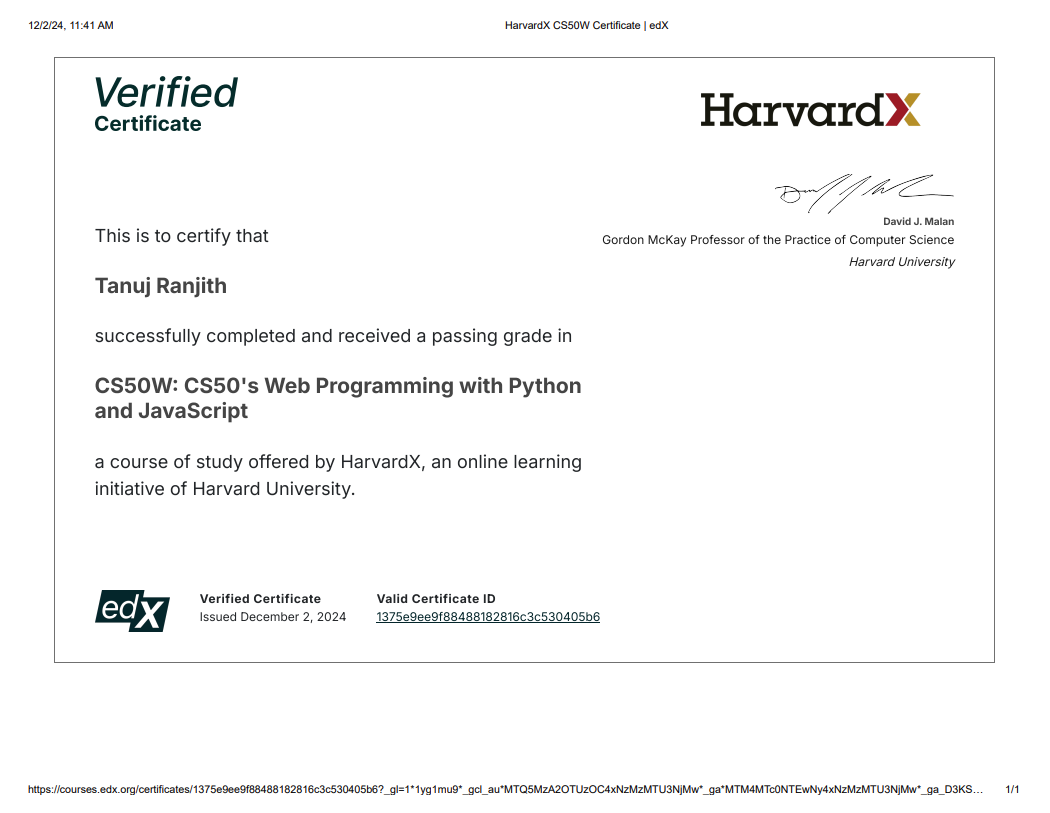 12/2/24, 11:41 AM
HarvardX CS50W Certificate | edX
Verified
Certificate
HarvardX
David J. Malan
Gordon McKay Professor of the Practice of Computer Science
Harvard University
This is to certify that
Tanuj Ranjith
successfully completed and received a passing grade in
CS50W: CS50's Web Programming with Python
and JavaScript
a course of study offered by HarvardX, an online learning
initiative of Harvard University.
edX
Verified Certificate
Issued December 2, 2024
Valid Certificate ID
1375e9ee9f88488182816c3c530405b6
https://courses.edx.org/certificates/1375e9ee9f88488182816c3c530405b6?_gl=1*1yg1mu9*_gcl_au*MTQ5MzA2OTUzOC4xNzMzMTU3NjMw*_ga*MTM4MTc0NTEwNy4xNzMzMTU3NjMw*_ga_D3KS…
1/1